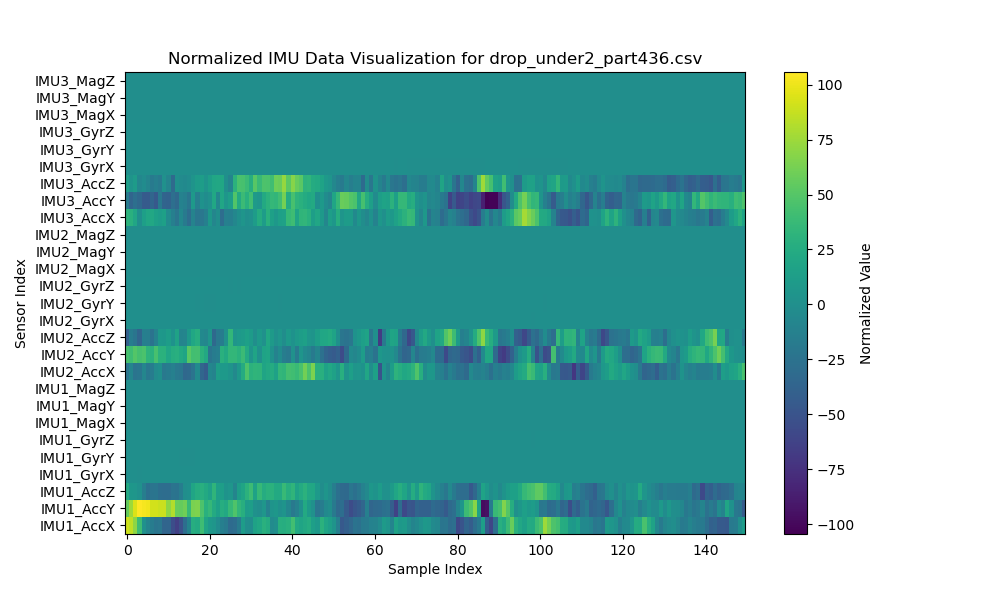 Normalized IMU Data Visualization for drop_under2_part436.csv
IMU3_MagZ
IMU3_MagY
IMU3_MagX
IMU3_GyrZ
IMU3_GyrY
IMU3_GyrX
IMU3_AccZ
IMU3_AccY
IMU3_AccX
IMU2_MagZ
IMU2_MagY
IMU2_MagX
IMU2_GyrZ
IMU2_GyrY
IMU2_GyrX
IMU2_AccZ
IMU2_AccY
IMU2_AccX
IMU1_MagZ
IMU1_MagY
IMU1_MagX
IMU1_GyrZ
IMU1_GyrY
IMU1_GyrX
IMU1_AccZ
IMU1_AccY
IMU1_AccX
Sensor Index
0 20 40 60 80 100 120 140
Sample Index
100
75
50
25
0
−25
−50
−75
−100
Normalized Value